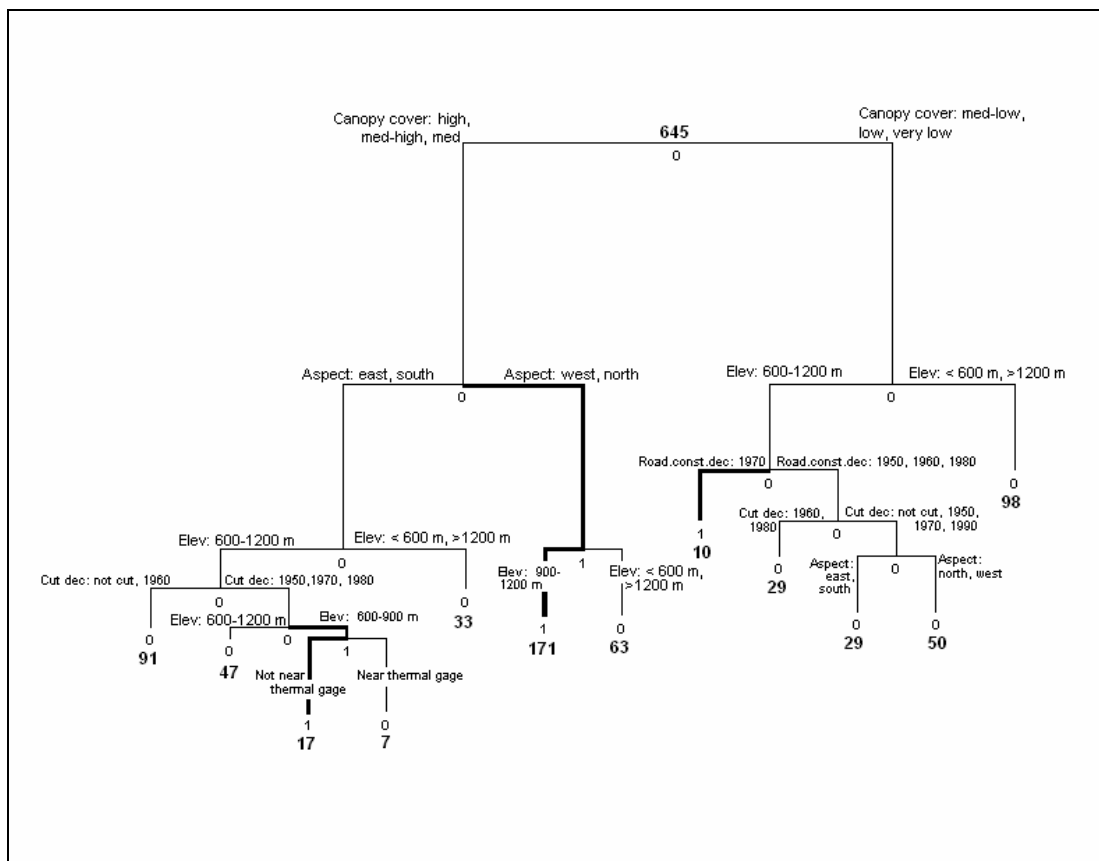 Canopy cover: high,
med-high, med
645
0
Canopy cover: med-low,
low, very low
Aspect: east, south
Aspect: west, north
0
Elev: 600-1200 m
Elev: < 600 m, >1200 m
0
Road.const.dec: 1970
Road.const.dec: 1950, 1960, 1980
0
0
98
1
10
Cut dec: 1960,
1980
Cut dec: not cut, 1950,
1970, 1990
0
0
29
Aspect:
east,
south
Aspect:
north, west
0
0
29
0
50
Elev: 600-1200 m
Elev: < 600 m, >1200 m
0
Elev: 900-
1200 m
Elev: < 600 m,
>1200 m
1
1
171
0
63
Cut dec: not cut, 1960
Cut dec: 1950,1970, 1980
0
0
33
0
91
Elev: 600-1200 m
Elev: 600-900 m
0
0
47
1
Not near
thermal gage
Near thermal gage
1
17
0
7